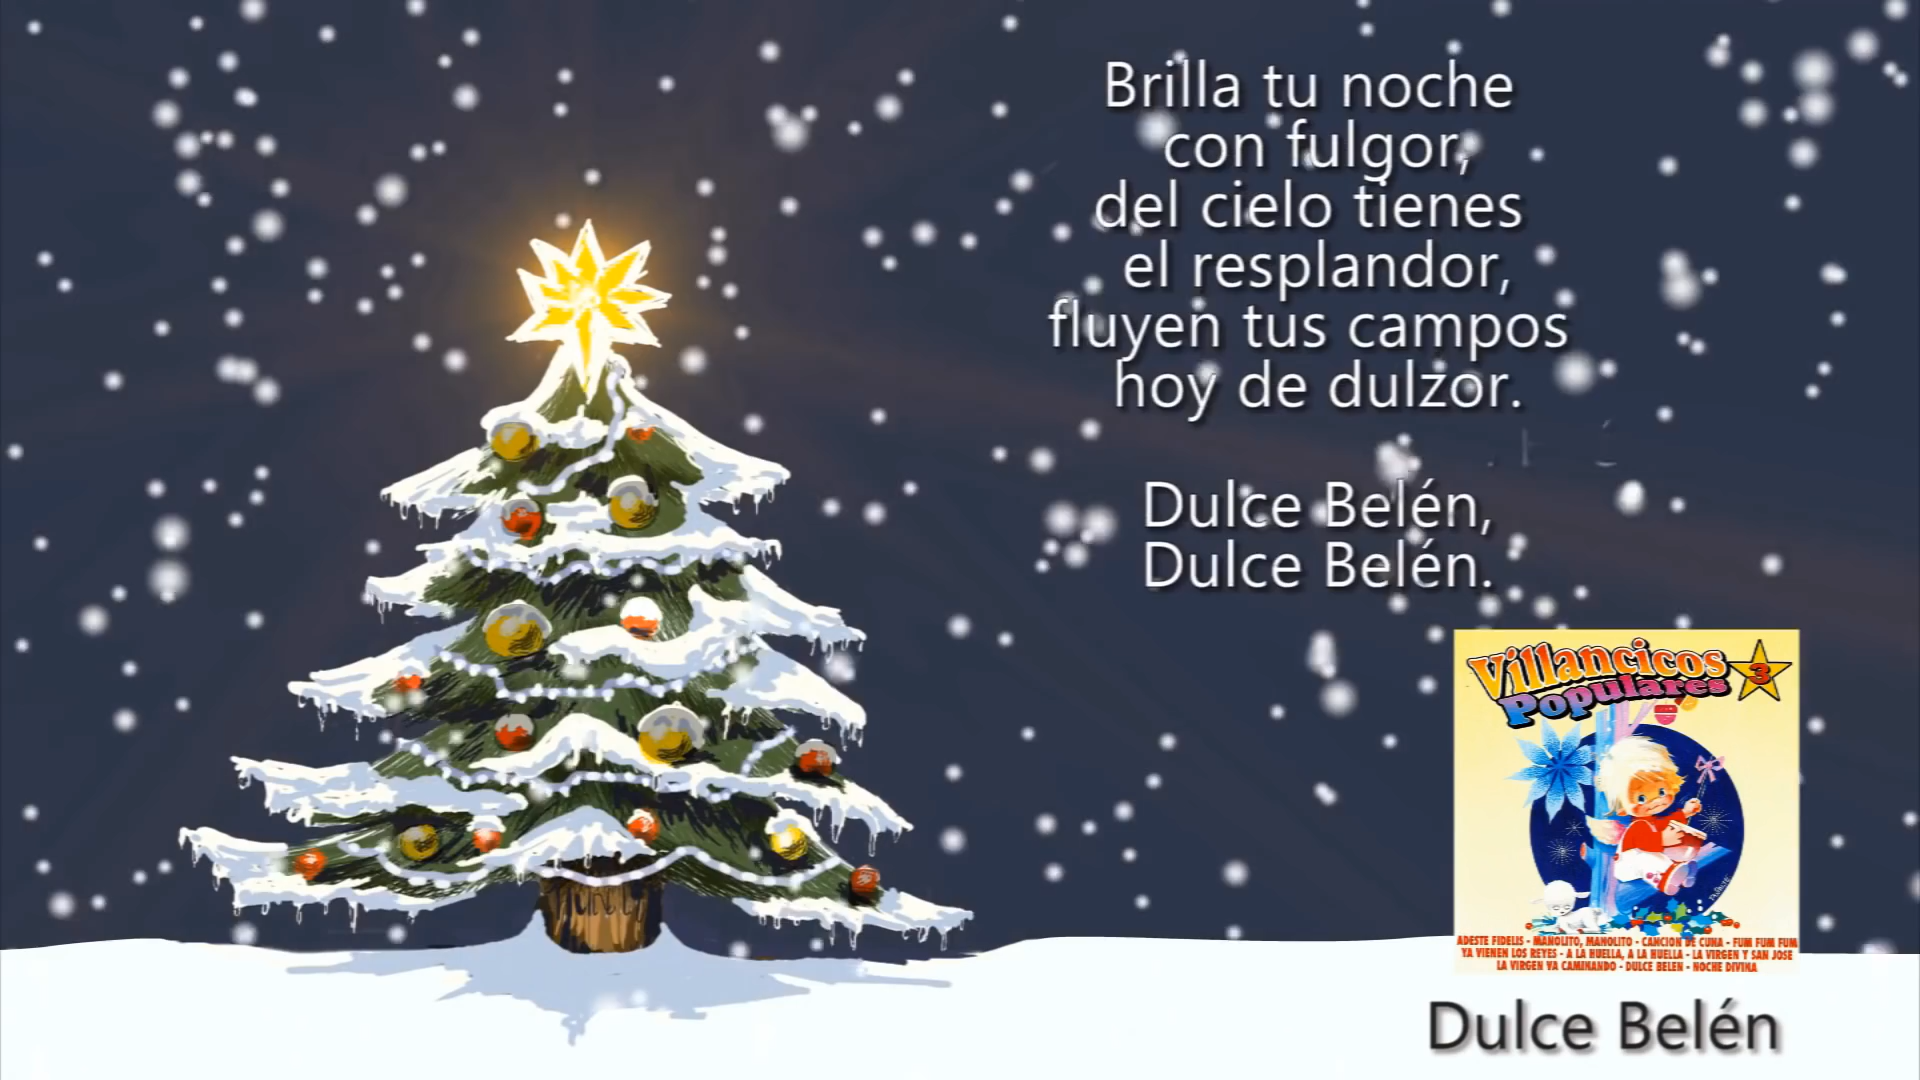 Brilla tu noche
con fulgor,
del cielo tienes
el resplandor,
fluyen tus campos
hoy de dulzor.
Dulce Belén,
Dulce Belén.
Villancicos
Populares
3
ADESTE FIDELIS - MANOLITO, MANOLITO - CANCION DE CUNA - FUM FUM FUM
YA VIENEN LOS REYES - A LA HUELLA, A LA HUELLA - LA VIRGEN Y SAN JOSE
LA VIRGEN VA CAMINANDO - DULCE BELEN - NOCHE DIVINA
Dulce Belén